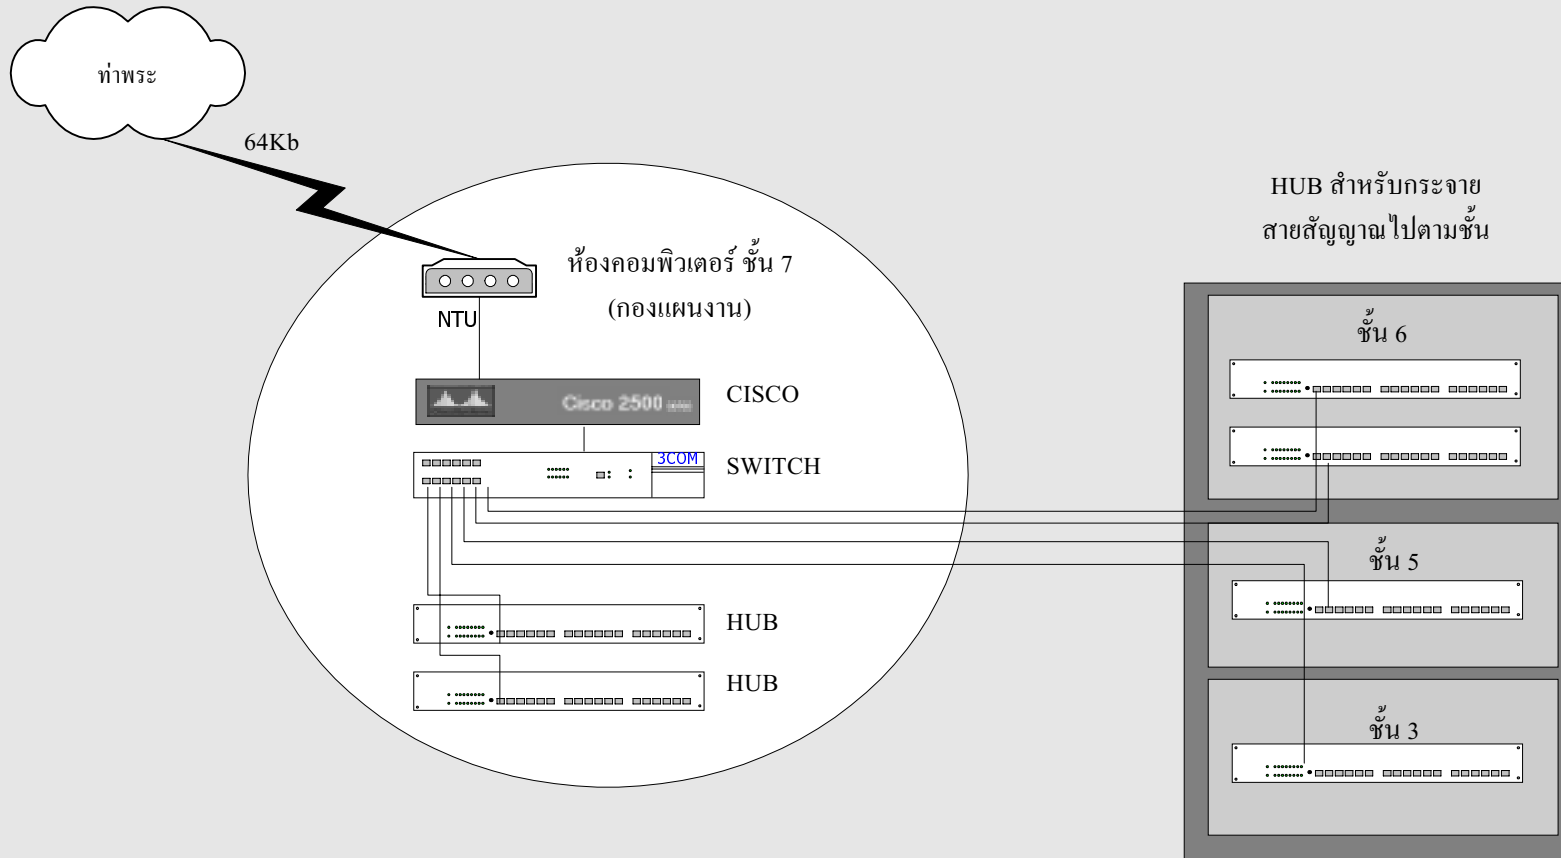 ท่าพระ
64Kb
HUB สำหรับกระจาย
สายสัญญาณไปตามชั้น
ห้องคอมพิวเตอร์ ชั้น 7
(กองแผนงาน)
NTU
ชั้น 6
Cisco 2500
CISCO
3COM
SWITCH
ชั้น 5
HUB
HUB
ชั้น 3